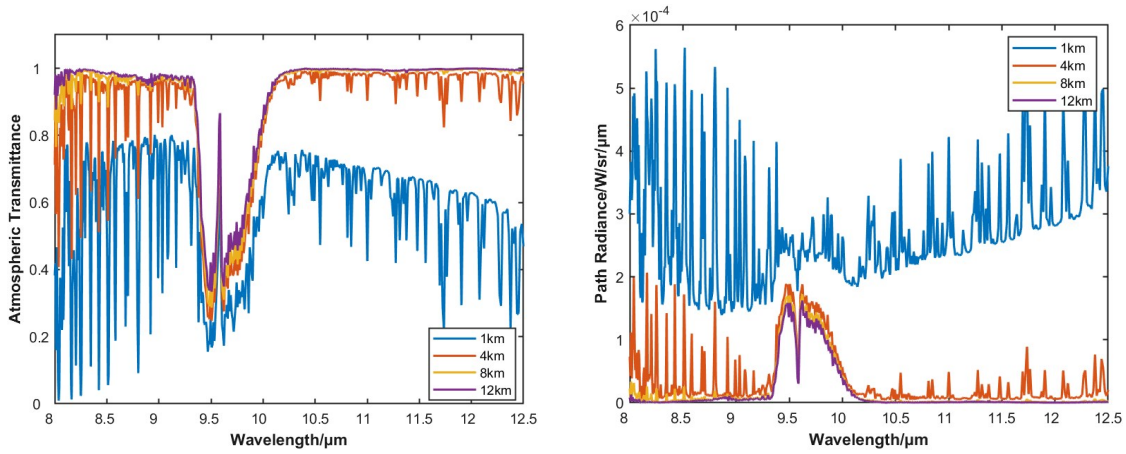 Atmospheric Transmittance
1
0.8
0.6
0.4
0.2
0
8 8.5 9 9.5 10 10.5 11 11.5 12 12.5
Wavelength/μm
1km
4km
8km
12km
×10⁻⁴
Path Radiance/W/sr/μm
6
5
4
3
2
1
0
8 8.5 9 9.5 10 10.5 11 11.5 12 12.5
Wavelength/μm
1km
4km
8km
12km